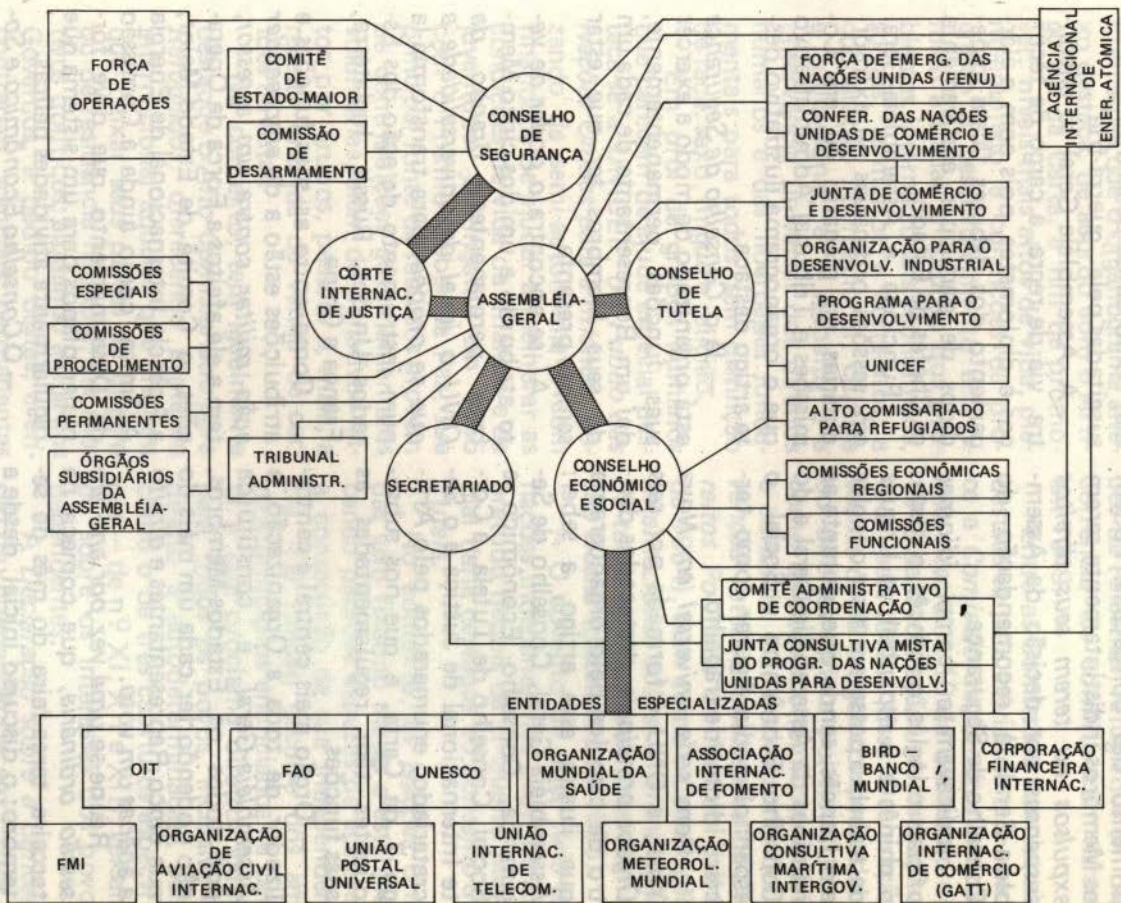 FORÇA
DE
OPERAÇÕES
COMITÊ
DE
ESTADO-MAIOR
COMISSÃO
DE
DESARMAMENTO
CONSELHO
DE
SEGURANÇA
FORÇA DE EMERG. DAS
NAÇÕES UNIDAS (FENU)
CONFER. DAS NAÇÕES
UNIDAS DE COMÉRCIO E
DESENVOLVIMENTO
AGÊNCIA
INTERNACIONAL
DE
ENER. ATÔMICA
JUNTA DE COMÉRCIO
E DESENVOLVIMENTO
ORGANIZAÇÃO PARA O
DESENVOLV. INDUSTRIAL
PROGRAMA PARA O
DESENVOLVIMENTO
UNICEF
ALTO COMISSARIADO
PARA REFUGIADOS
COMISSÕES ECONÔMICAS
REGIONAIS
COMISSÕES
FUNCIONAIS
CÔRTE
INTERNAC.
DE JUSTIÇA
ASSEMBLÉIA-
GERAL
CONSELHO
DE
TUTELA
COMISSÕES
ESPECIAIS
COMISSÕES
DE
PROCEDIMENTO
COMISSÕES
PERMANENTES
ÓRGÃOS
SUBSIDIÁRIOS
DA
ASSEMBLÉIA-
GERAL
TRIBUNAL
ADMINISTR.
SECRETARIADO
CONSELHO
ECONÔMICO
E SOCIAL
COMITÊ ADMINISTRATIVO
DE COORDENAÇÃO
JUNTA CONSULTIVA MISTA
DO PROGR. DAS NAÇÕES
UNIDAS PARA DESENVOLV.
ENTIDADES ESPECIALIZADAS
OIT
FAO
UNESCO
ORGANIZAÇÃO
MUNDIAL DA
SAÚDE
ASSOCIAÇÃO
INTERNAC.
DE FOMENTO
BIRD –
BANCO
MUNDIAL
CORPORAÇÃO
FINANCEIRA
INTERNAC.
FMI
ORGANIZAÇÃO
DE
AVIAÇÃO CIVIL
INTERNAC.
UNIÃO
POSTAL
UNIVERSAL
UNIÃO
INTERNAC.
DE
TELECOM.
ORGANIZAÇÃO
METEOROL.
MUNDIAL
ORGANIZAÇÃO
CONSULTIVA
MARÍTIMA
INTERGOV.
ORGANIZAÇÃO
INTERNAC.
DE COMÉRCIO
(GATT)